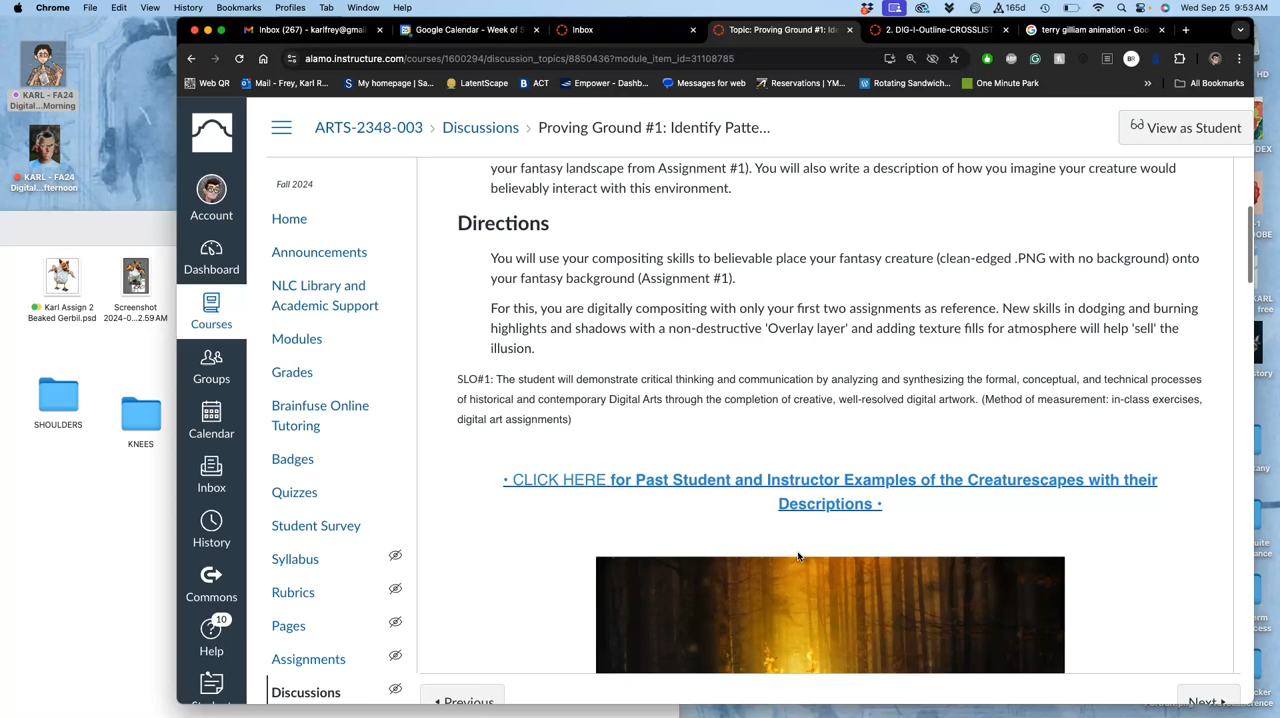 Chrome File Edit View History Bookmarks Profiles Tab Window Help 165d Wed Sep 25 9:53 AM
Inbox (267) - karlfrey@gmai
Google Calendar - Week of S
Inbox
Topic: Proving Ground #1: Id
2. DIG-I-Outline-CROSSLIST
terry gilliam animation - Goo
alamo.instructure.com/courses/1600294/discussion_topics/8850436?module_item_id=31108785
Web QR
Mail - Frey, Karl R...
My homepage | Sa...
LatentScape
ACT
Empower - Dashb...
Messages for web
Reservations | YM...
Rotating Sandwich...
One Minute Park
All Bookmarks
KARL - FA24
Digital...Morning
KARL - FA24
Digital...fternoon
Karl Assign 2
Beaked Gerbil.psd
Screenshot
2024-0...2.59 AM
SHOULDERS
KNEES
Account
Dashboard
Courses
Groups
Calendar
Inbox
History
Commons
10
Help
ARTS-2348-003 › Discussions › Proving Ground #1: Identify Patte...
View as Student
Fall 2024
Home
Announcements
NLC Library and
Academic Support
Modules
Grades
Brainfuse Online
Tutoring
Badges
Quizzes
Student Survey
Syllabus
Rubrics
Pages
Assignments
Discussions
your fantasy landscape from Assignment #1). You will also write a description of how you imagine your creature would
believably interact with this environment.
Directions
You will use your compositing skills to believable place your fantasy creature (clean-edged .PNG with no background) onto
your fantasy background (Assignment #1).
For this, you are digitally compositing with only your first two assignments as reference. New skills in dodging and burning
highlights and shadows with a non-destructive 'Overlay layer' and adding texture fills for atmosphere will help 'sell' the
illusion.
SLO#1: The student will demonstrate critical thinking and communication by analyzing and synthesizing the formal, conceptual, and technical processes
of historical and contemporary Digital Arts through the completion of creative, well-resolved digital artwork. (Method of measurement: in-class exercises,
digital art assignments)
• CLICK HERE for Past Student and Instructor Examples of the Creaturescapes with their
Descriptions •
Previous
Next